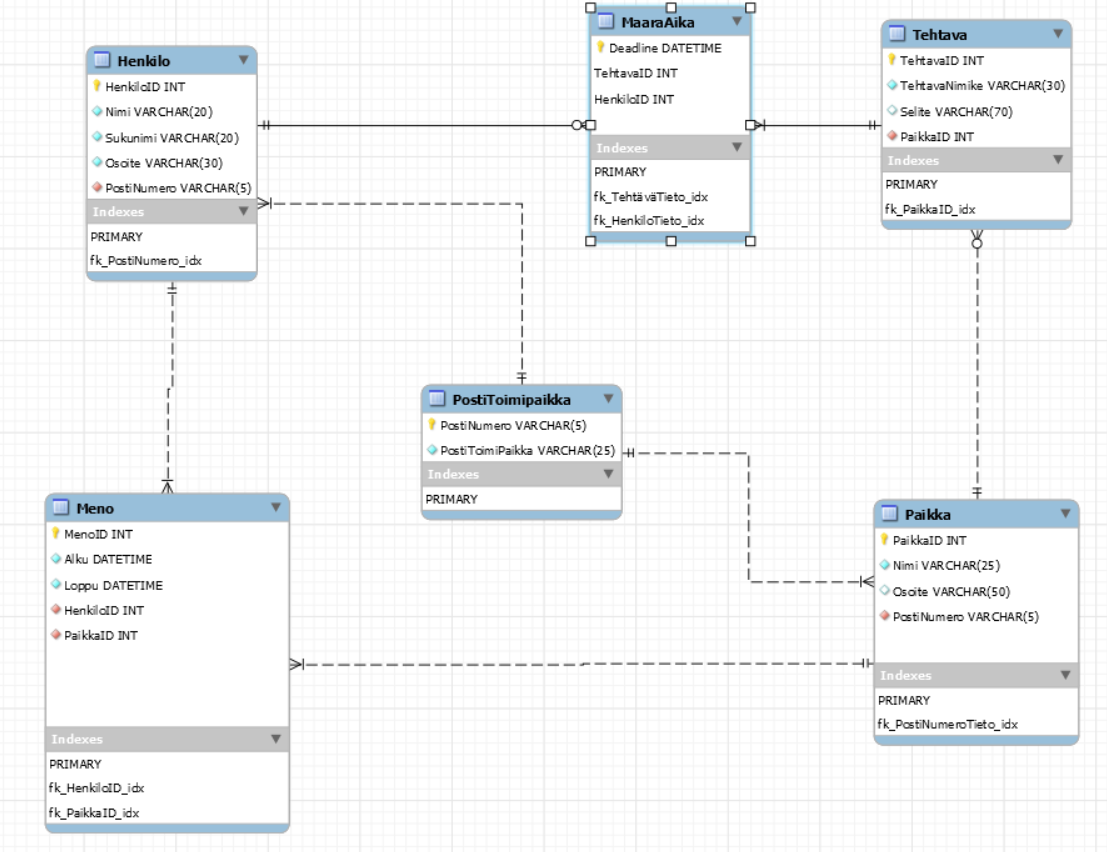 Henkilo
HenkiloID INT
Nimi VARCHAR(20)
Sukunimi VARCHAR(20)
Osoite VARCHAR(30)
PostiNumero VARCHAR(5)
Indexes
PRIMARY
fk_PostiNumero_idx
MaaraAika
Deadline DATETIME
TehtavaID INT
HenkiloID INT
Indexes
PRIMARY
fk_TehtäväTieto_idx
fk_HenkiloTieto_idx
Tehtava
TehtavaID INT
TehtavaNimike VARCHAR(30)
Selite VARCHAR(70)
PaikkaID INT
Indexes
PRIMARY
fk_PaikkaID_idx
PostiToimipaikka
PostiNumero VARCHAR(5)
PostiToimiPaikka VARCHAR(25)
Indexes
PRIMARY
Meno
MenoID INT
Alku DATETIME
Loppu DATETIME
HenkiloID INT
PaikkaID INT
Indexes
PRIMARY
fk_HenkiloID_idx
fk_PaikkaID_idx
Paikka
PaikkaID INT
Nimi VARCHAR(25)
Osoite VARCHAR(50)
PostiNumero VARCHAR(5)
Indexes
PRIMARY
fk_PostiNumeroTieto_idx